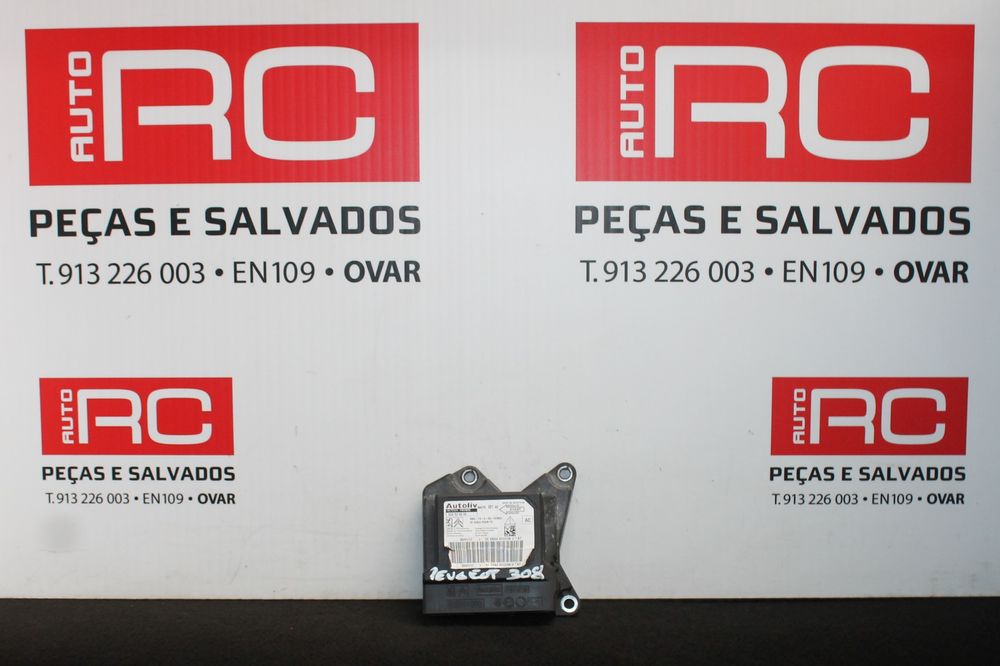 AUTO RC
PEÇAS E SALVADOS
T. 913 226 003 • EN109 • OVAR
AUTO RC
PEÇAS E SALVADOS
T. 913 226 003 • EN109 • OVAR
AUTO RC
PEÇAS E SALVADOS
T. 913 226 003 • EN109 • OVAR
AUTO RC
PEÇAS E SALVADOS
T. 913 226 003 • EN109 • OVAR
Autoliv
AC
PEUGEOT 308